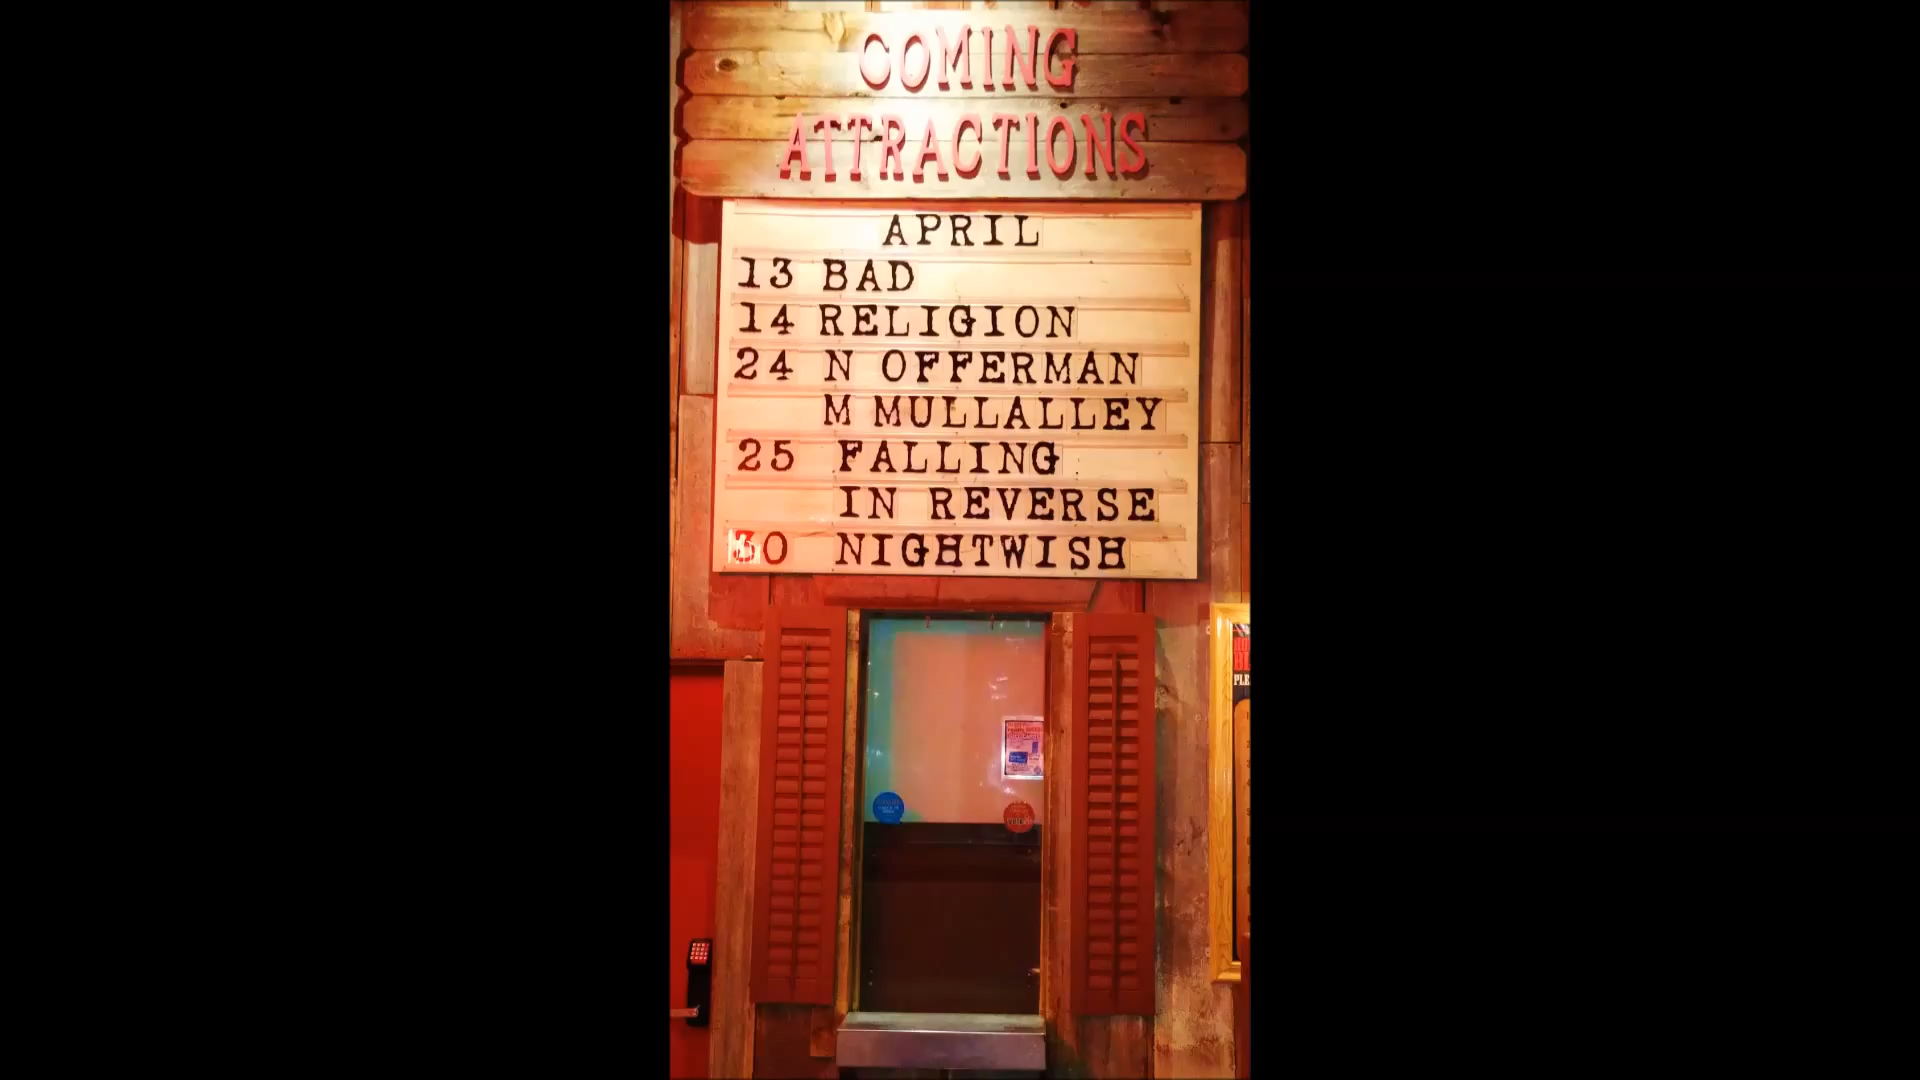 COMING
ATTRACTIONS
APRIL
13 BAD
14 RELIGION
24 N OFFERMAN
M MULLALLEY
25 FALLING
IN REVERSE
30 NIGHTWISH